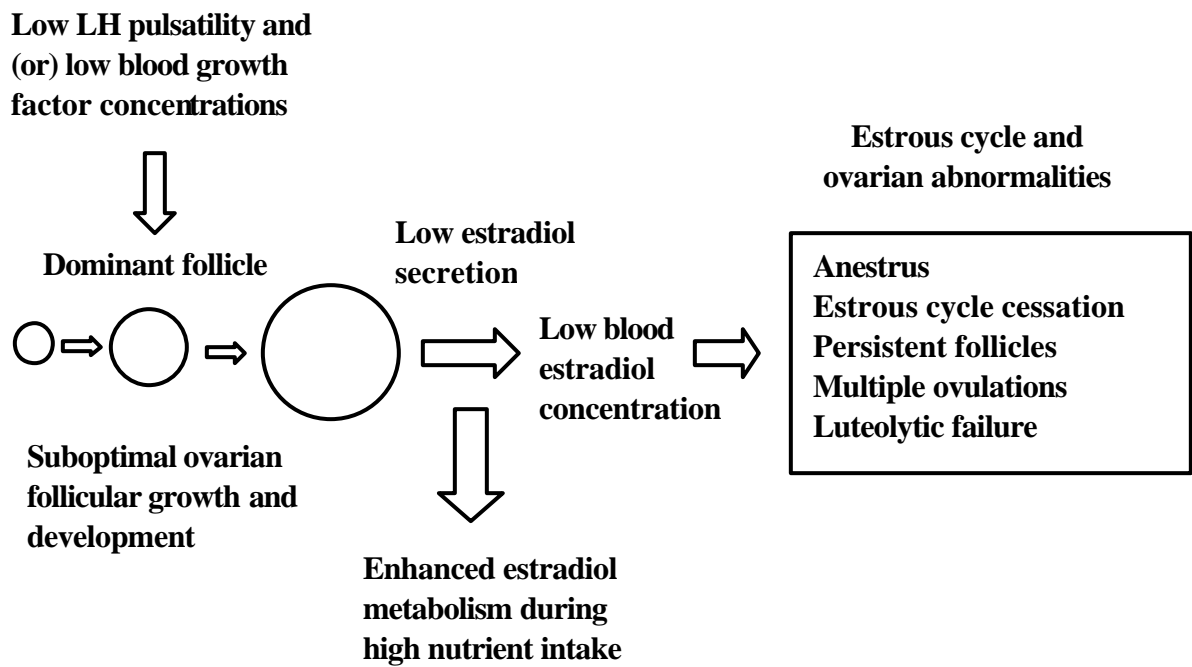 Low LH pulsatility and
(or) low blood growth
factor concentrations
Dominant follicle
Suboptimal ovarian
follicular growth and
development
Low estradiol
secretion
Low blood
estradiol
concentration
Enhanced estradiol
metabolism during
high nutrient intake
Estrous cycle and
ovarian abnormalities
Anestrus
Estrous cycle cessation
Persistent follicles
Multiple ovulations
Luteolytic failure